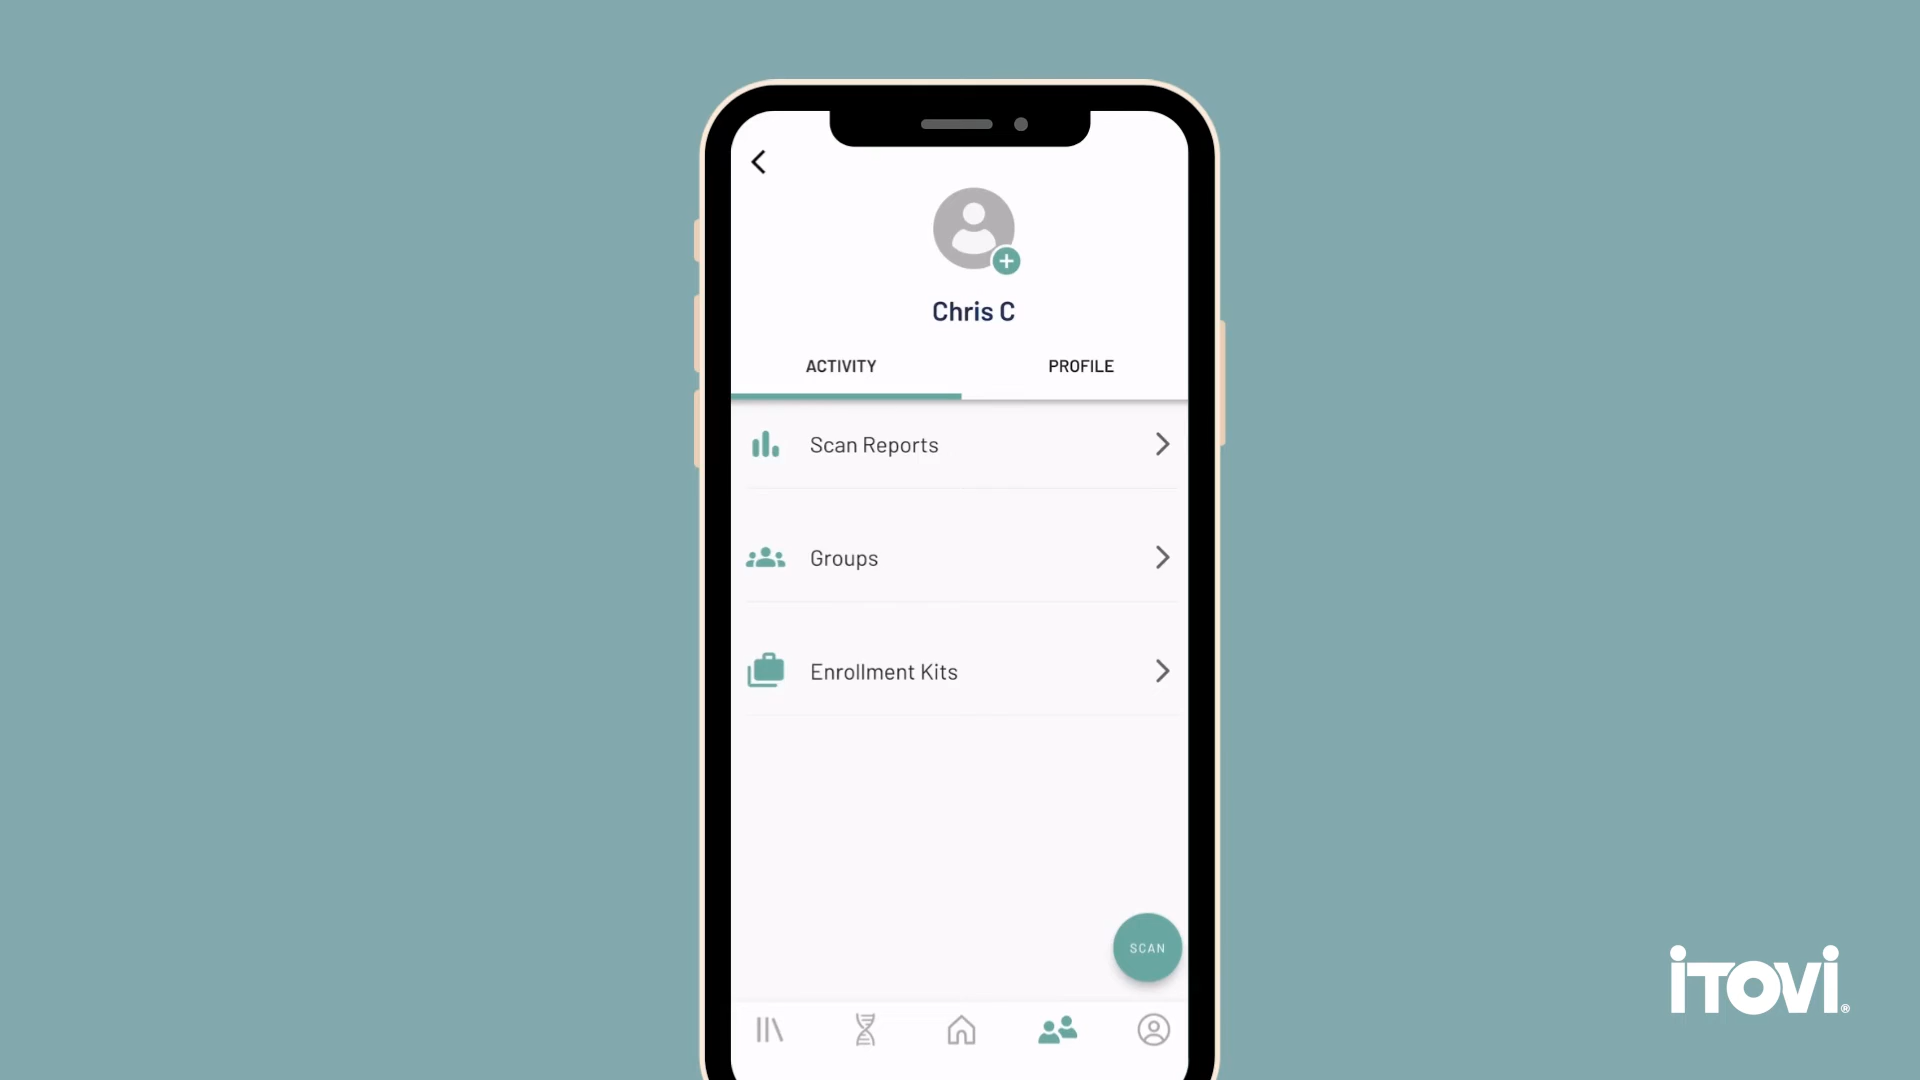 Chris C
ACTIVITY
PROFILE
Scan Reports
Groups
Enrollment Kits
SCAN
iTOVi®